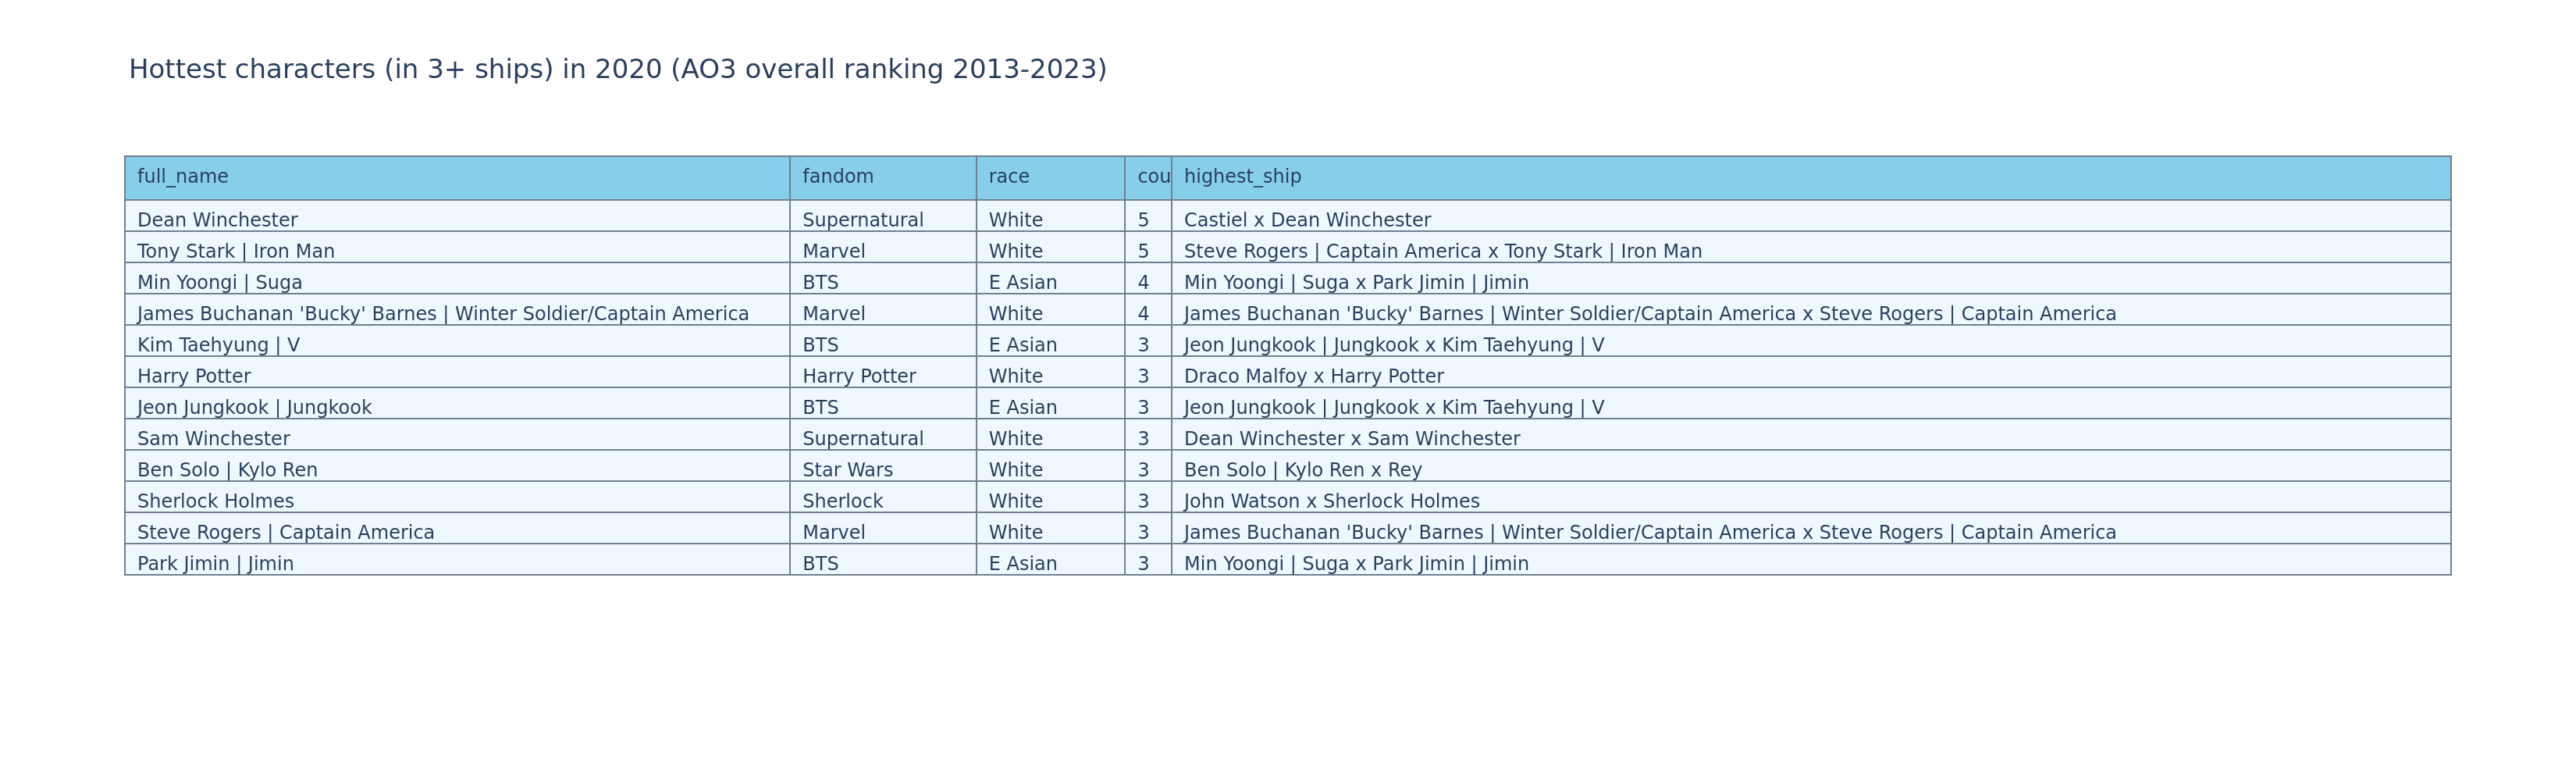 Hottest characters (in 3+ ships) in 2020 (AO3 overall ranking 2013-2023)
full_name fandom race cou highest_ship
Dean Winchester Supernatural White 5 Castiel x Dean Winchester
Tony Stark | Iron Man Marvel White 5 Steve Rogers | Captain America x Tony Stark | Iron Man
Min Yoongi | Suga BTS E Asian 4 Min Yoongi | Suga x Park Jimin | Jimin
James Buchanan 'Bucky' Barnes | Winter Soldier/Captain America Marvel White 4 James Buchanan 'Bucky' Barnes | Winter Soldier/Captain America x Steve Rogers | Captain America
Kim Taehyung | V BTS E Asian 3 Jeon Jungkook | Jungkook x Kim Taehyung | V
Harry Potter Harry Potter White 3 Draco Malfoy x Harry Potter
Jeon Jungkook | Jungkook BTS E Asian 3 Jeon Jungkook | Jungkook x Kim Taehyung | V
Sam Winchester Supernatural White 3 Dean Winchester x Sam Winchester
Ben Solo | Kylo Ren Star Wars White 3 Ben Solo | Kylo Ren x Rey
Sherlock Holmes Sherlock White 3 John Watson x Sherlock Holmes
Steve Rogers | Captain America Marvel White 3 James Buchanan 'Bucky' Barnes | Winter Soldier/Captain America x Steve Rogers | Captain America
Park Jimin | Jimin BTS E Asian 3 Min Yoongi | Suga x Park Jimin | Jimin